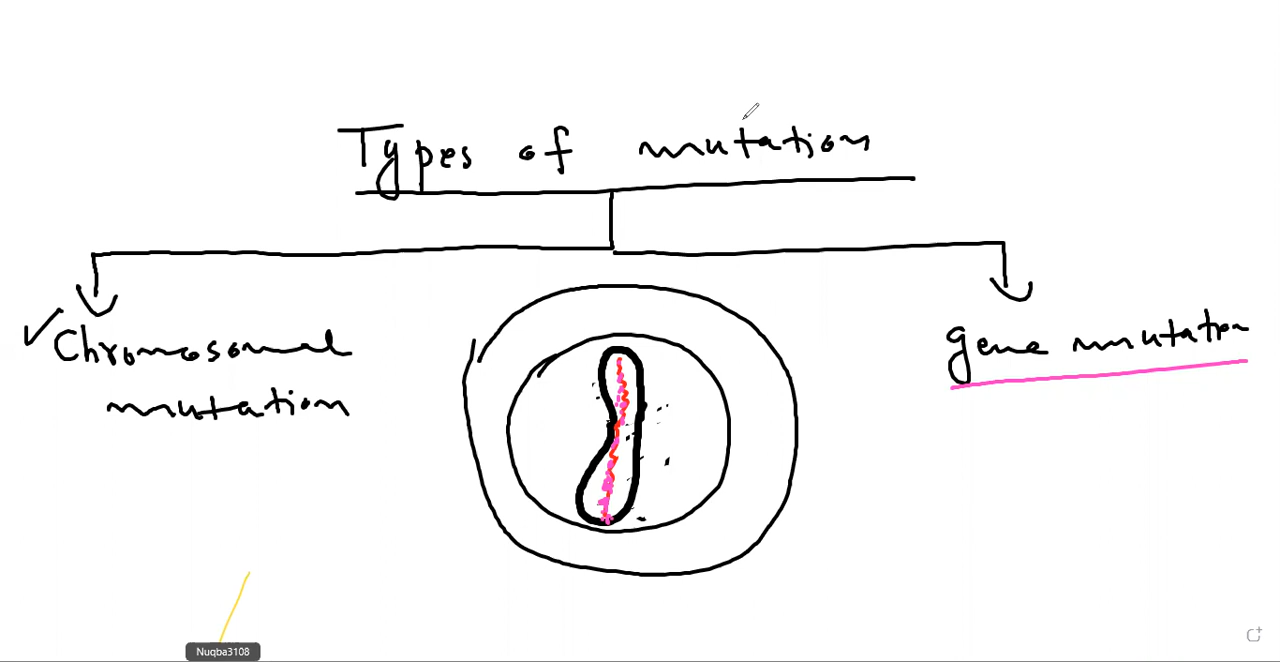 Types of mutation
Chromosomal
mutation
gene mutation
Nuqba3108